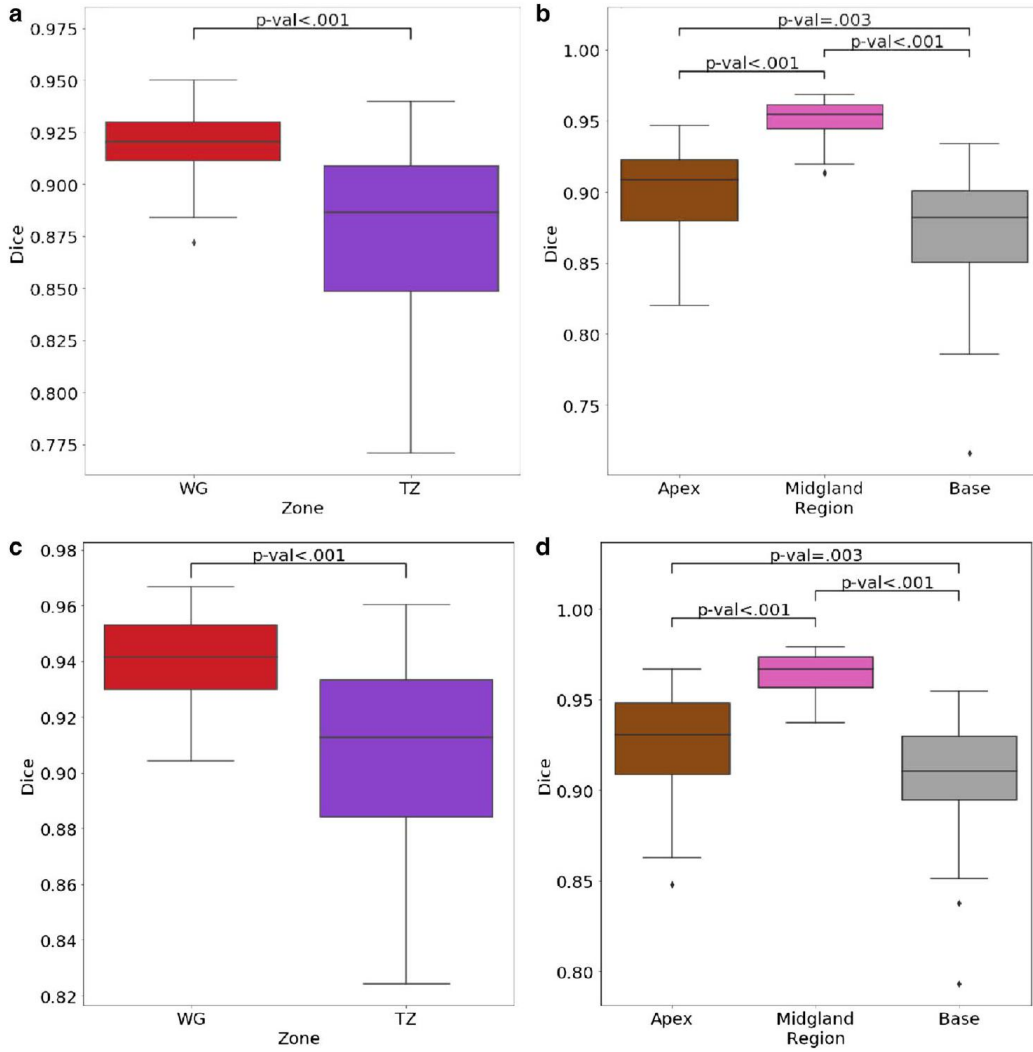 a
p-val<.001
0.975
0.950
0.925
0.900
0.875
0.850
0.825
0.800
0.775
Dice
WG TZ
Zone
b
p-val=.003
p-val<.001
p-val<.001
1.00
0.95
0.90
0.85
0.80
0.75
Dice
Apex Midgland Base
Region
c
p-val<.001
0.98
0.96
0.94
0.92
0.90
0.88
0.86
0.84
0.82
Dice
WG TZ
Zone
d
p-val=.003
p-val<.001
p-val<.001
1.00
0.95
0.90
0.85
0.80
Dice
Apex Midgland Base
Region